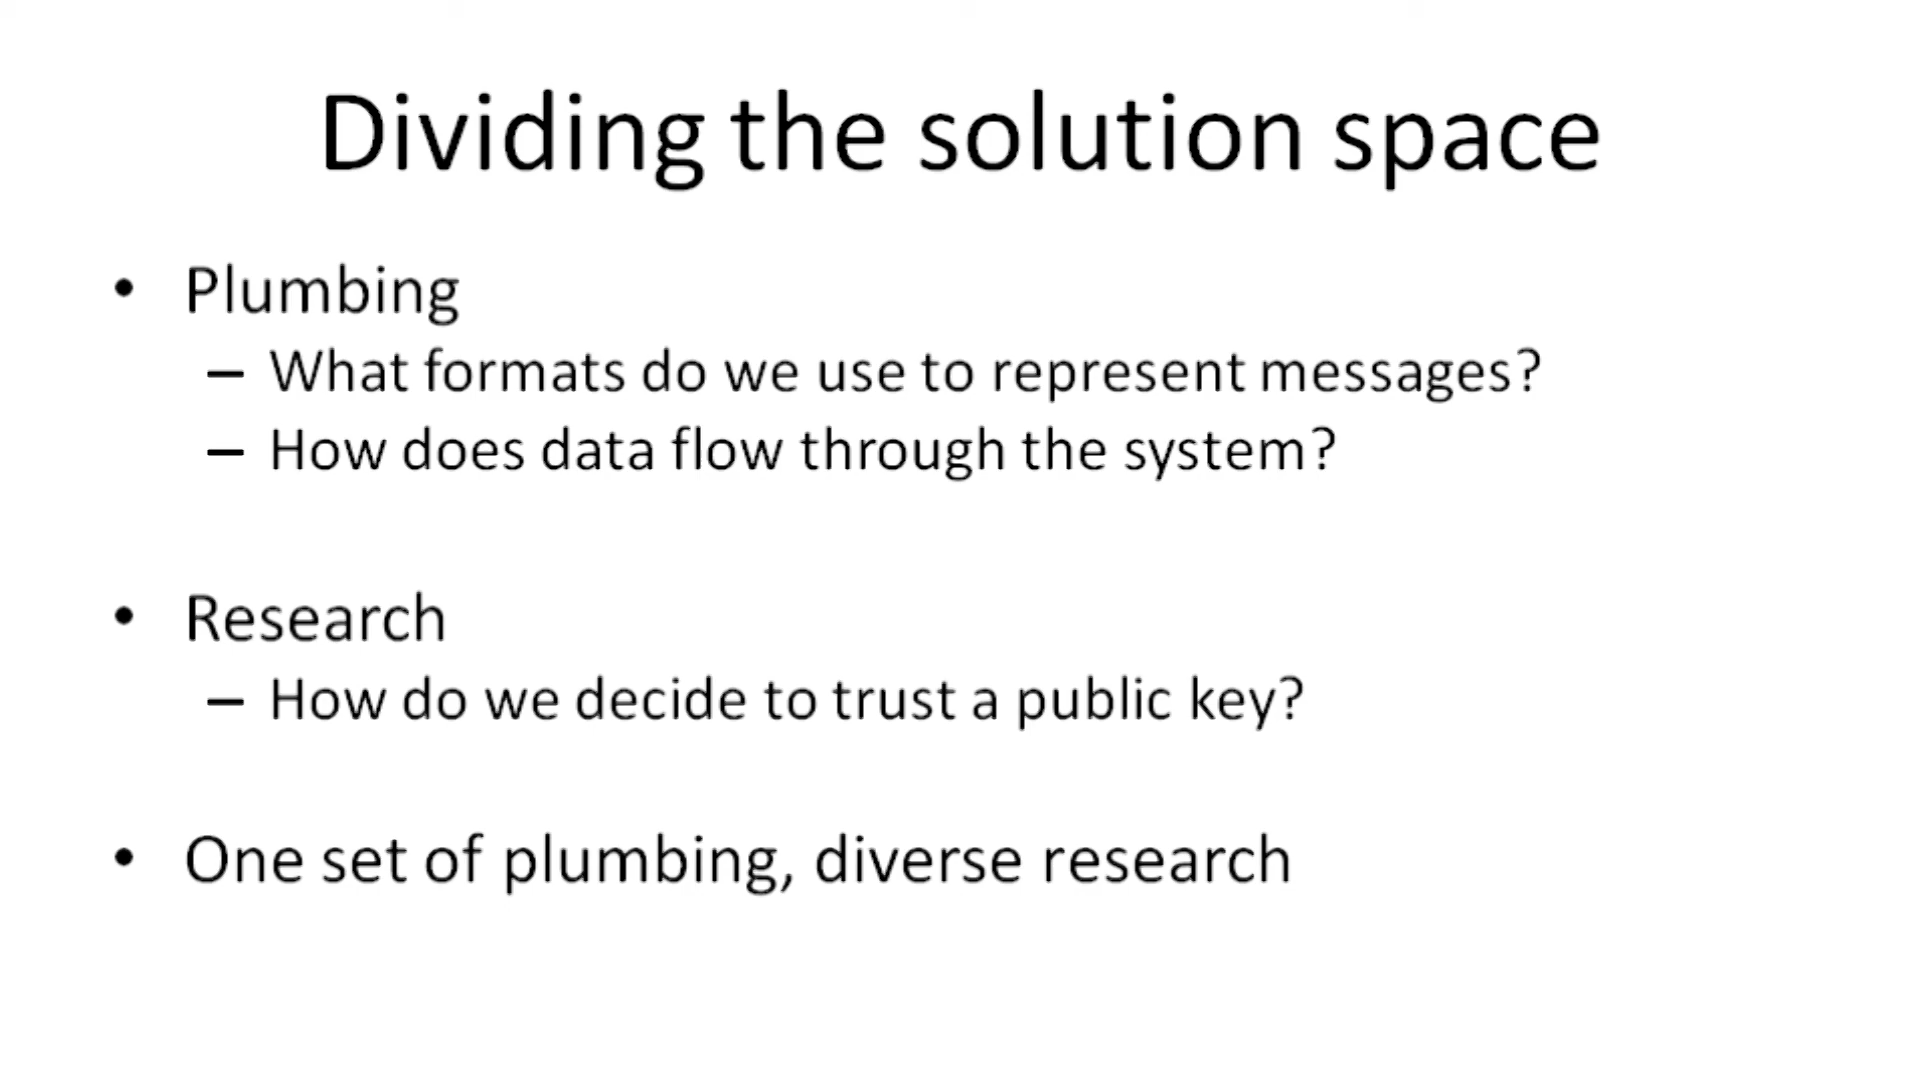 Dividing the solution space
• Plumbing
– What formats do we use to represent messages?
– How does data flow through the system?
• Research
– How do we decide to trust a public key?
• One set of plumbing, diverse research